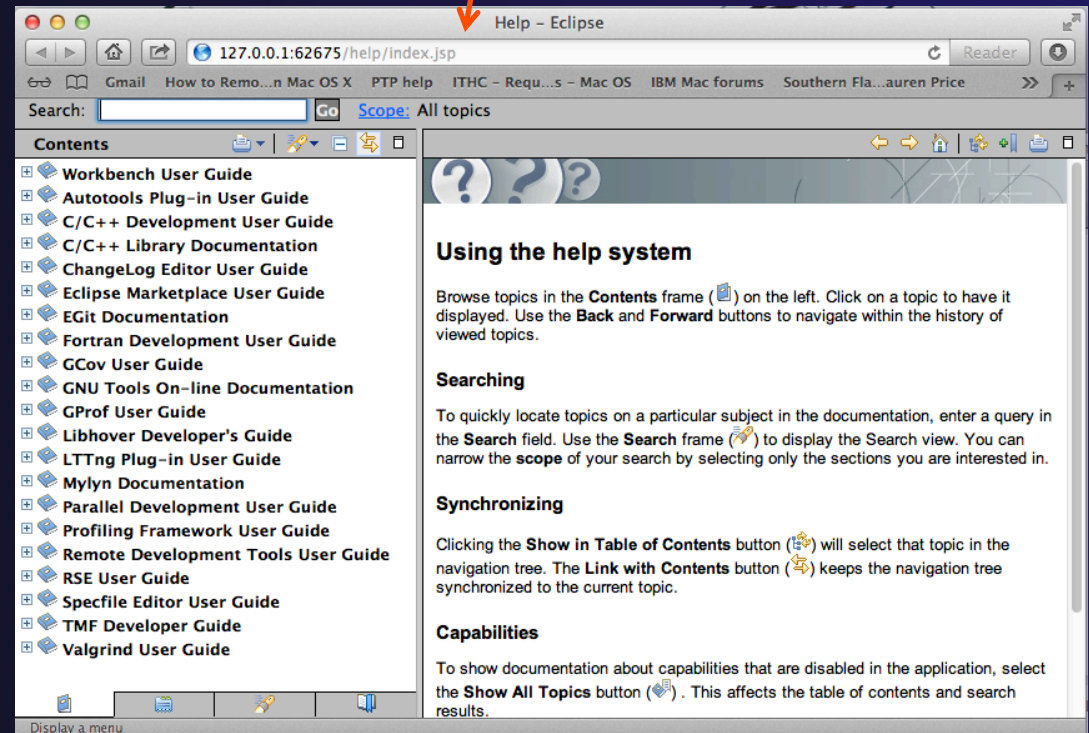 Help – Eclipse
127.0.0.1:62675/help/index.jsp
Reader
Gmail How to Remo...n Mac OS X PTP help ITHC – Requ...s – Mac OS IBM Mac forums Southern Fla...auren Price
Search: Go Scope: All topics
Contents
Workbench User Guide
Autotools Plug-in User Guide
C/C++ Development User Guide
C/C++ Library Documentation
ChangeLog Editor User Guide
Eclipse Marketplace User Guide
EGit Documentation
Fortran Development User Guide
GCov User Guide
GNU Tools On-line Documentation
GProf User Guide
Libhover Developer's Guide
LTTng Plug-in User Guide
Mylyn Documentation
Parallel Development User Guide
Profiling Framework User Guide
Remote Development Tools User Guide
RSE User Guide
Specfile Editor User Guide
TMF Developer Guide
Valgrind User Guide
Display a menu
???
Using the help system
Browse topics in the Contents frame ( ) on the left. Click on a topic to have it
displayed. Use the Back and Forward buttons to navigate within the history of
viewed topics.
Searching
To quickly locate topics on a particular subject in the documentation, enter a query in
the Search field. Use the Search frame ( ) to display the Search view. You can
narrow the scope of your search by selecting only the sections you are interested in.
Synchronizing
Clicking the Show in Table of Contents button ( ) will select that topic in the
navigation tree. The Link with Contents button ( ) keeps the navigation tree
synchronized to the current topic.
Capabilities
To show documentation about capabilities that are disabled in the application, select
the Show All Topics button ( ) . This affects the table of contents and search
results.